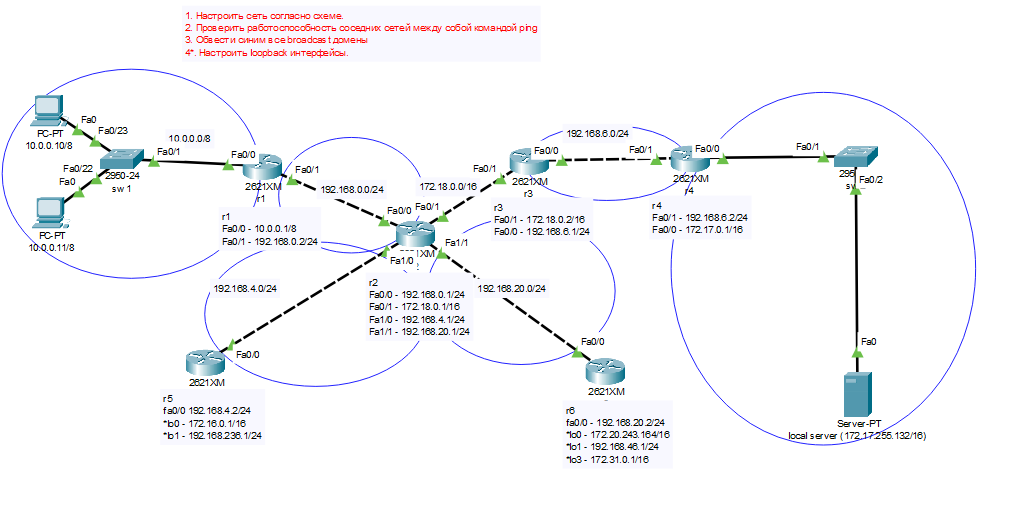 1. Настроить сеть согласно схеме.
2. Проверить работоспособность соседних сетей между собой командой ping
3. Обвести синим все broadcast домены
4*. Настроить loopback интерфейсы.
Fa0
PC-PT
10.0.0.10/8
Fa0/23
Fa0/1
Fa0/22
2950-24
sw 1
Fa0
PC-PT
10.0.0.11/8
10.0.0.0/8
Fa0/0
2621XM
r1
Fa0/1
r1
Fa0/0 - 10.0.0.1/8
Fa0/1 - 192.168.0.2/24
192.168.0.0/24
Fa0/0
Fa0/1
XM
Fa1/0
Fa1/1
172.18.0.0/16
r2
Fa0/0 - 192.168.0.1/24
Fa0/1 - 172.18.0.1/16
Fa1/0 - 192.168.4.1/24
Fa1/1 - 192.168.20.1/24
Fa0/1
Fa0/0
2621XM
r3
r3
Fa0/1 - 172.18.0.2/16
Fa0/0 - 192.168.6.1/24
192.168.6.0/24
Fa0/1
Fa0/0
2621XM
r4
r4
Fa0/1 - 192.168.6.2/24
Fa0/0 - 172.17.0.1/16
Fa0/1
295
sw
Fa0/2
Fa0
Server-PT
local server (172.17.255.132/16)
192.168.4.0/24
Fa0/0
2621XM
r5
fa0/0 192.168.4.2/24
*lb0 - 172.16.0.1/16
*lb1 - 192.168.236.1/24
192.168.20.0/24
Fa0/0
2621XM
r6
fa0/0 - 192.168.20.2/24
*lo0 - 172.20.243.164/16
*lo1 - 192.168.46.1/24
*lo3 - 172.31.0.1/16